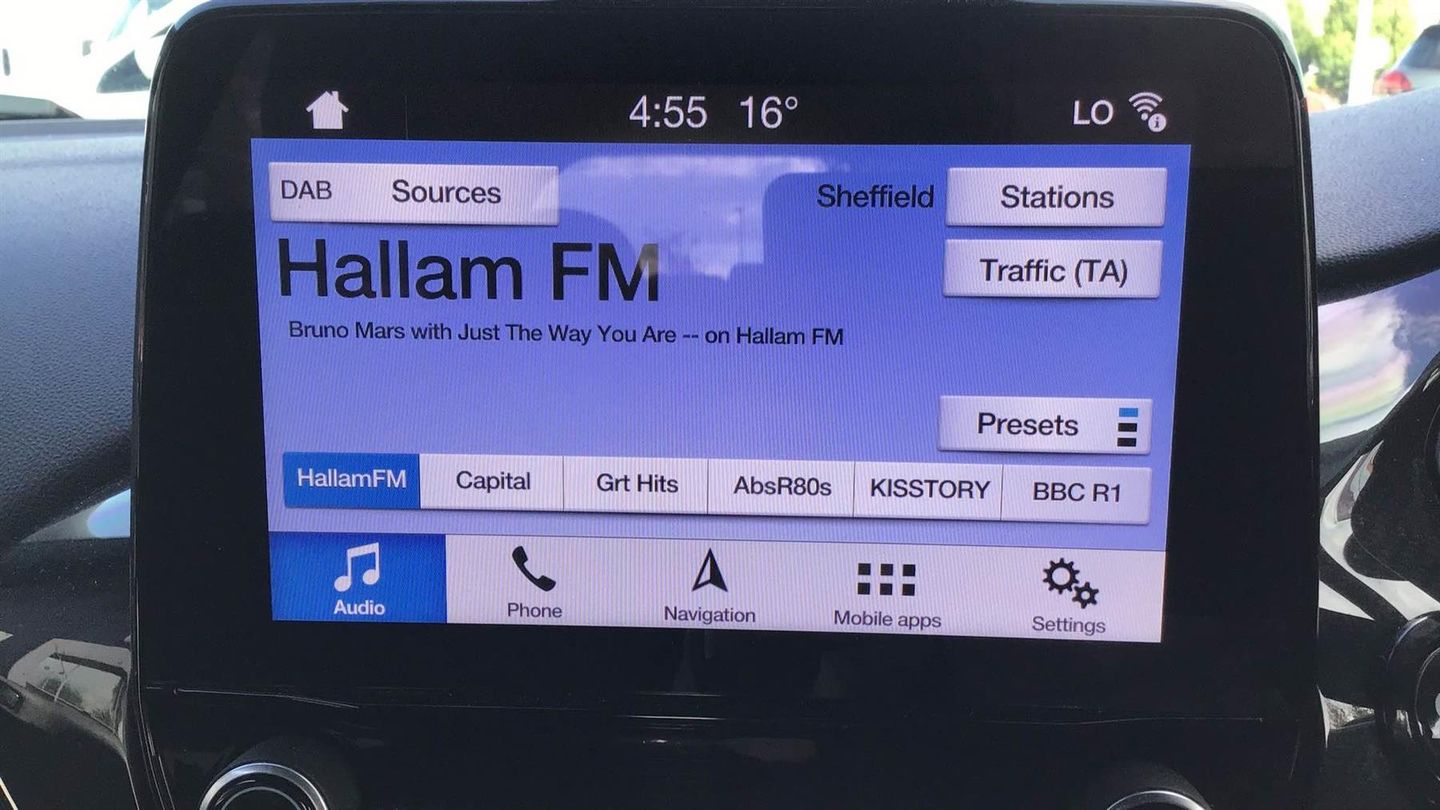 4:55 16° LO
DAB Sources Sheffield Stations
Hallam FM
Traffic (TA)
Bruno Mars with Just The Way You Are -- on Hallam FM
Presets
HallamFM Capital Grt Hits AbsR80s KISSTORY BBC R1
Audio Phone Navigation Mobile apps Settings